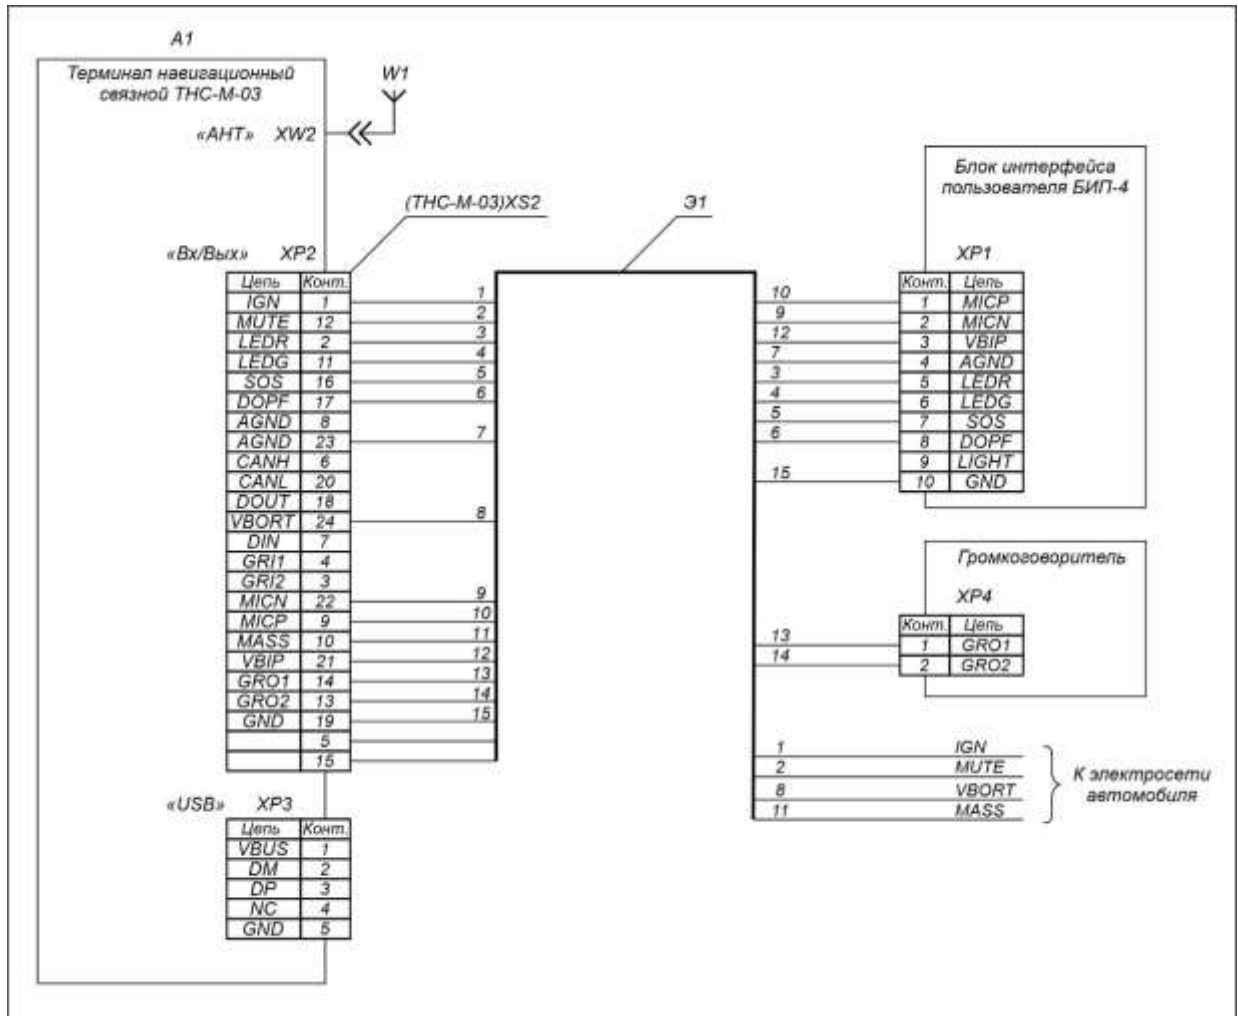 А1
Терминал навигационный
связной ТНС-М-03
W1
«АНТ» XW2
(ТНС-М-03)XS2
Э1
«Вх/Вых» XP2
Цепь Конт.
IGN 1 1
MUTE 12 2
LEDR 2 3
LEDG 11 4
SOS 16 5
DOPF 17 6
AGND 8
AGND 23 7
CANH 6
CANL 20
DOUT 18
VBORT 24 8
DIN 7
GRI1 4
GRI2 3
MICN 22 9
MICP 9 10
MASS 10 11
VBIP 21 12
GRO1 14 13
GRO2 13 14
GND 19 15
5
15
«USB» XP3
Цепь Конт.
VBUS 1
DM 2
DP 3
NC 4
GND 5
Блок интерфейса
пользователя БИП-4
XP1
Конт. Цепь
10 1 MICP
9 2 MICN
12 3 VBIP
7 4 AGND
3 5 LEDR
4 6 LEDG
5 7 SOS
6 8 DOPF
9 LIGHT
15 10 GND
Громкоговоритель
XP4
Конт. Цепь
13 1 GRO1
14 2 GRO2
1 IGN
2 MUTE
8 VBORT
11 MASS
К электросети
автомобиля